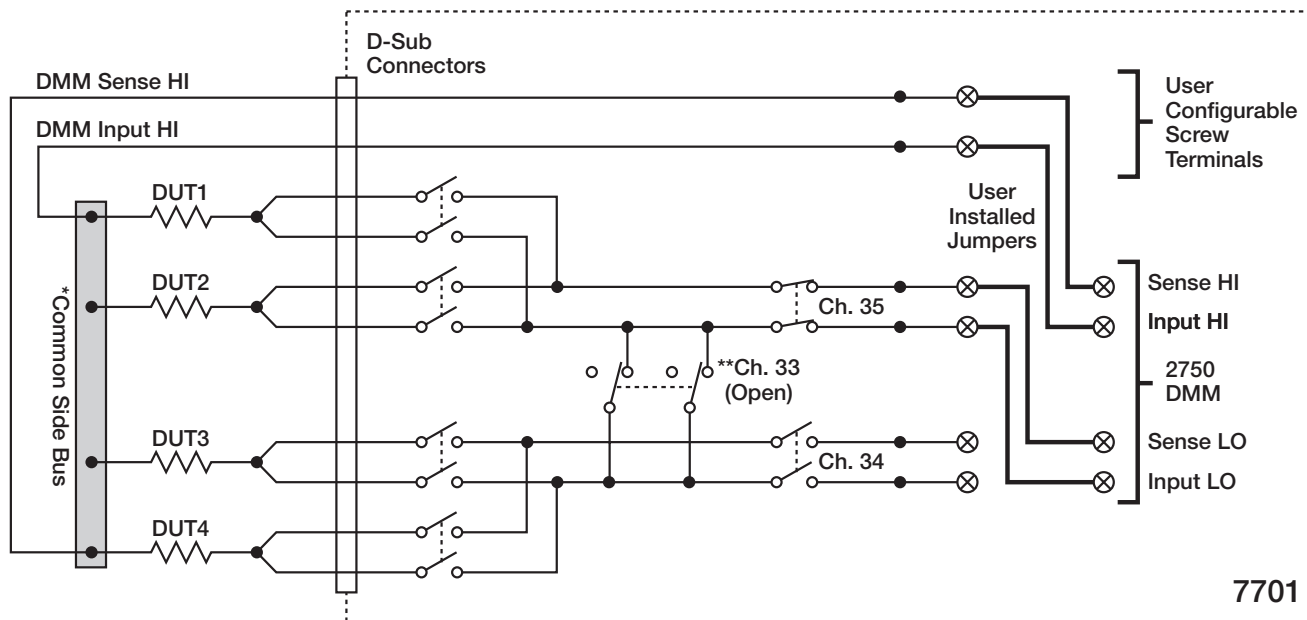 D-Sub
Connectors
DMM Sense HI
DMM Input HI
User
Configurable
Screw
Terminals
DUT1
User
Installed
Jumpers
*Common Side Bus
DUT2
Ch. 35
Sense HI
Input HI
**Ch. 33
(Open)
2750
DMM
DUT3
Ch. 34
Sense LO
Input LO
DUT4
7701